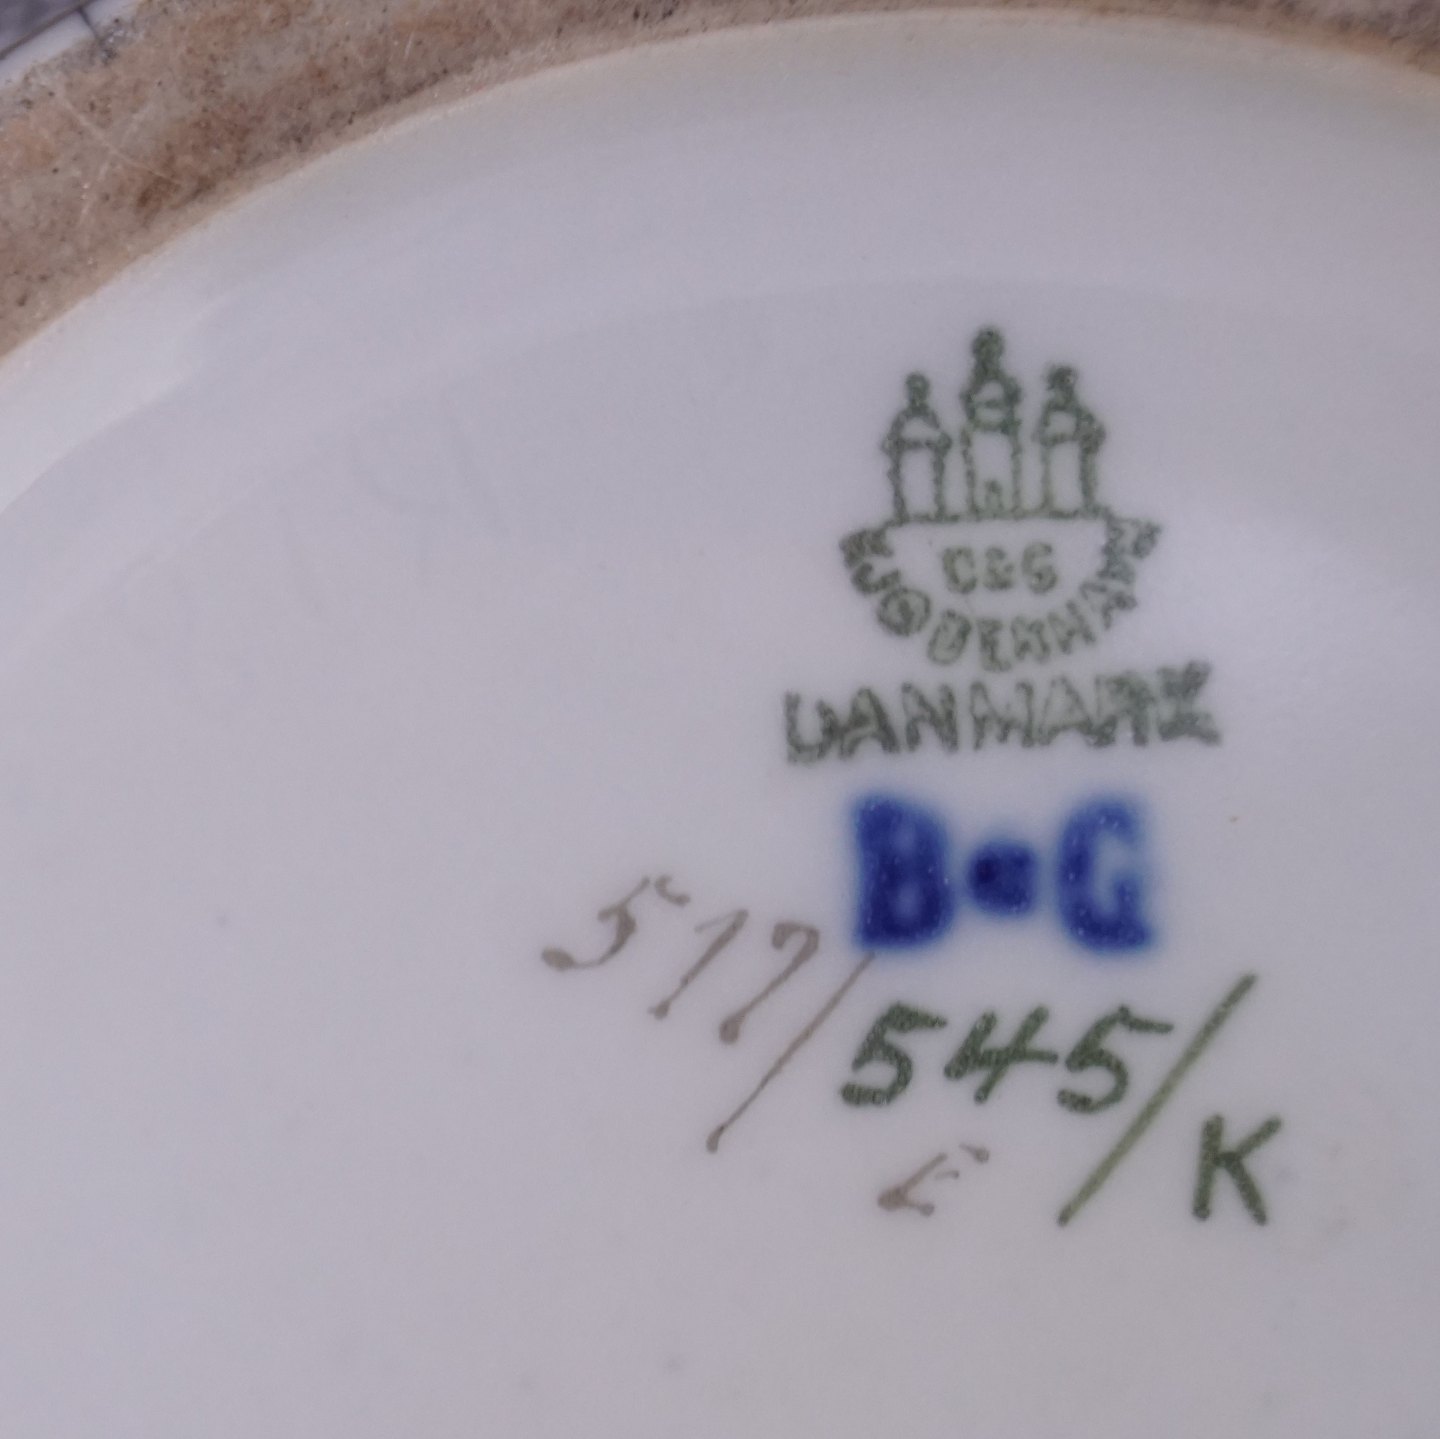 B&G
KJØBENHAVN
DANMARK
B•G
517/
545/K
E